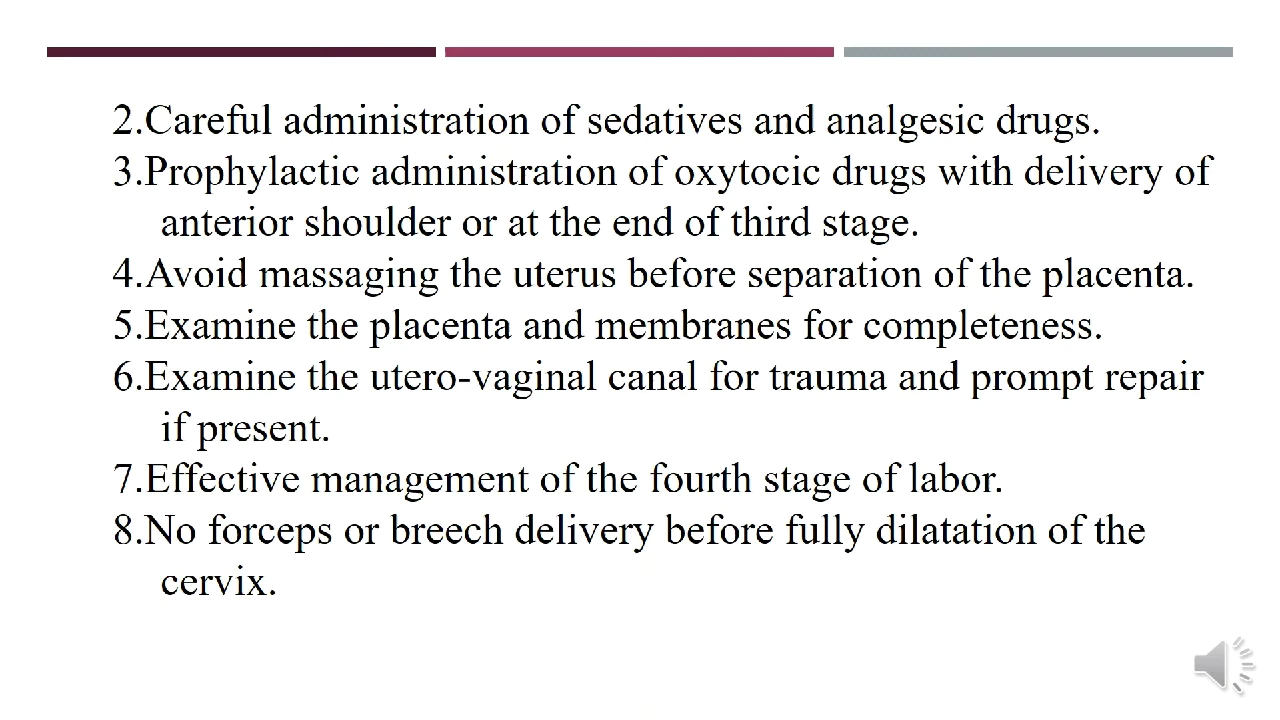 2.Careful administration of sedatives and analgesic drugs.
3.Prophylactic administration of oxytocic drugs with delivery of
anterior shoulder or at the end of third stage.
4.Avoid massaging the uterus before separation of the placenta.
5.Examine the placenta and membranes for completeness.
6.Examine the utero-vaginal canal for trauma and prompt repair
if present.
7.Effective management of the fourth stage of labor.
8.No forceps or breech delivery before fully dilatation of the
cervix.